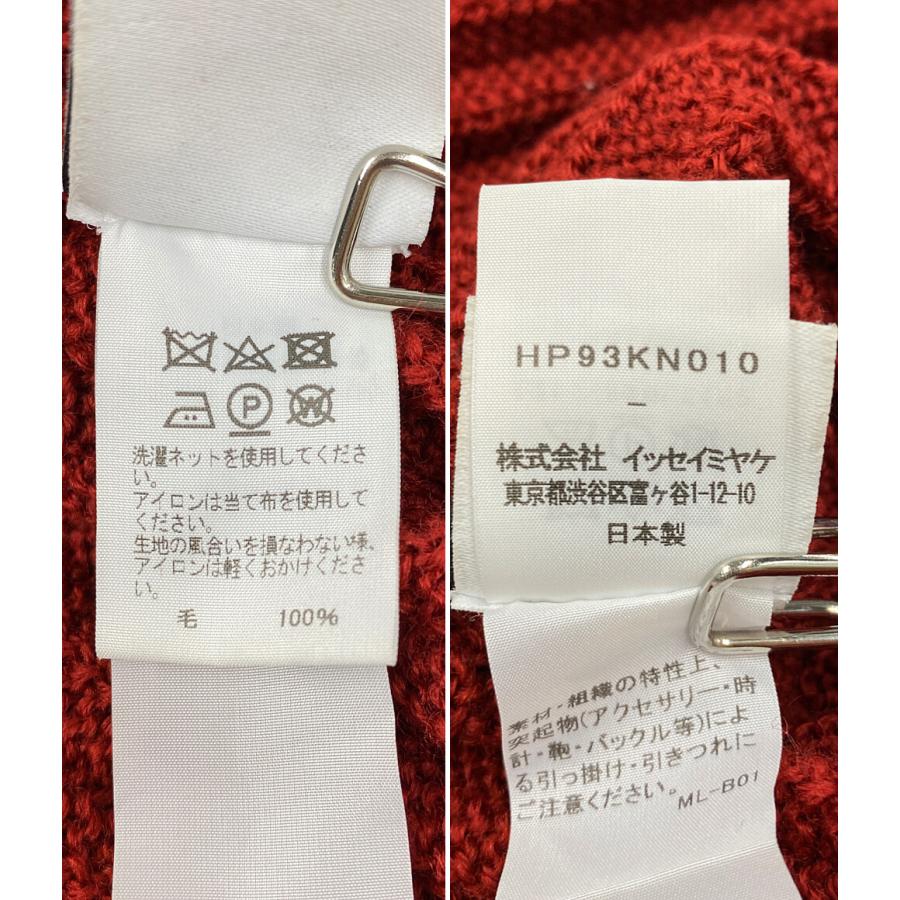 P
W
洗濯ネットを使用してくださ
い。
アイロンは当て布を使用して
ください。
生地の風合いを損なわない様、
アイロンは軽くおかけくださ
い。
毛 100%
HP93KN010
–
株式会社 イッセイミヤケ
東京都渋谷区富ヶ谷1-12-10
日本製
素材・組織の特性上、
突起物(アクセサリー・時
計・鞄・バックル等)によ
る引っ掛け・引きつれに
ご注意ください。
ML-B01